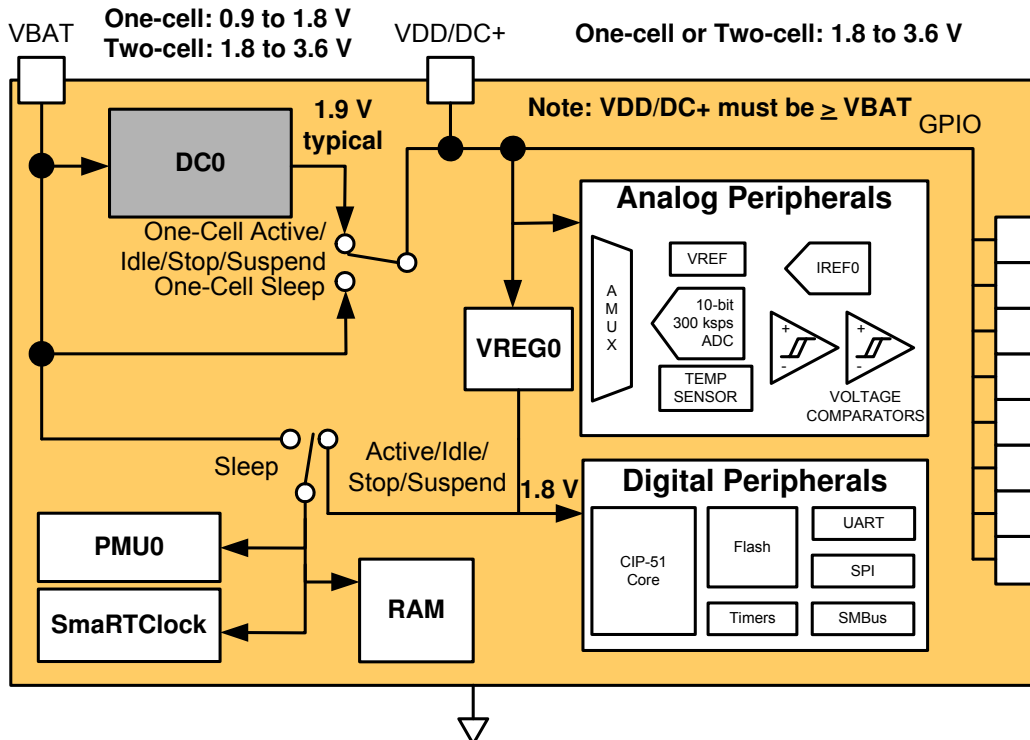 VBAT
One-cell: 0.9 to 1.8 V
Two-cell: 1.8 to 3.6 V
VDD/DC+
One-cell or Two-cell: 1.8 to 3.6 V
1.9 V
typical
Note: VDD/DC+ must be ≥ VBAT
GPIO
DC0
One-Cell Active/
Idle/Stop/Suspend
One-Cell Sleep
Analog Peripherals
AMUX
VREF
IREF0
10-bit
300 ksps
ADC
+
-
+
-
TEMP
SENSOR
VOLTAGE
COMPARATORS
VREG0
Sleep
Active/Idle/
Stop/Suspend
1.8 V
Digital Peripherals
CIP-51
Core
Flash
Timers
UART
SPI
SMBus
PMU0
SmaRTClock
RAM